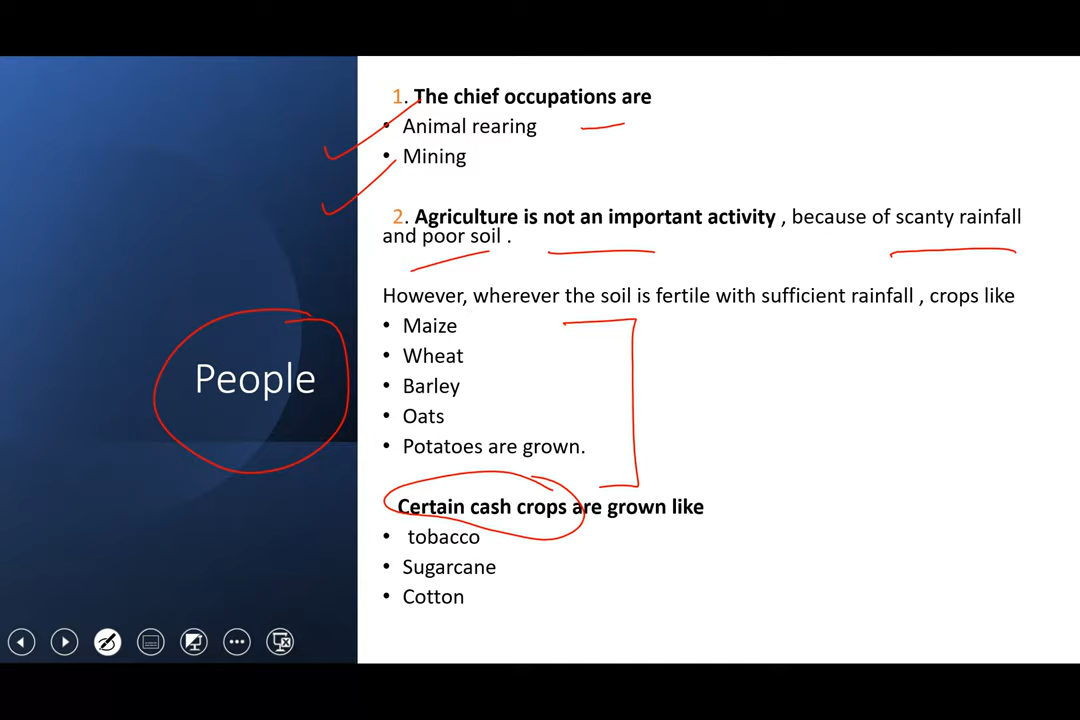 1. The chief occupations are
• Animal rearing
• Mining
2. Agriculture is not an important activity , because of scanty rainfall
and poor soil .
However, wherever the soil is fertile with sufficient rainfall , crops like
• Maize
• Wheat
• Barley
• Oats
• Potatoes are grown.
Certain cash crops are grown like
• tobacco
• Sugarcane
• Cotton
People